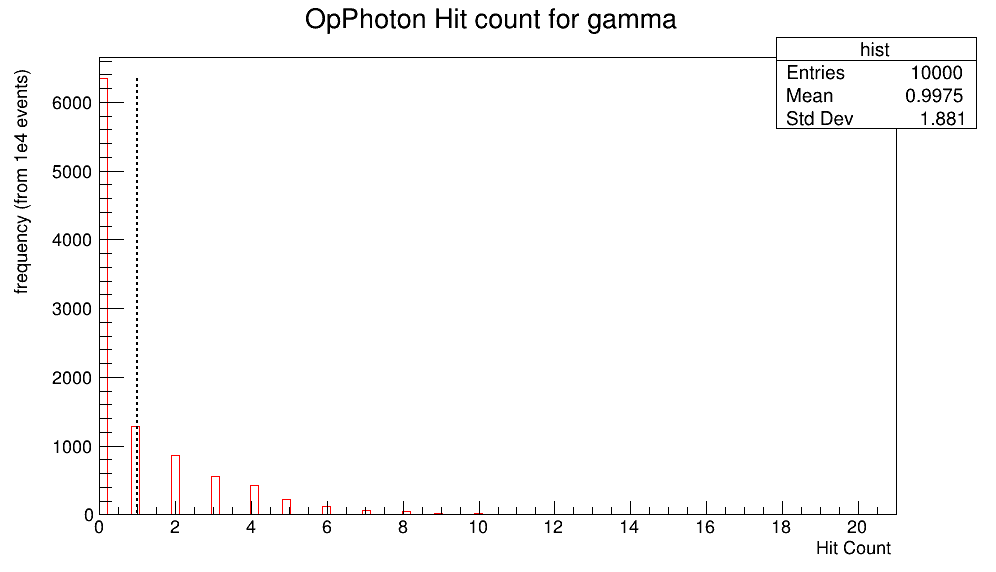 OpPhoton Hit count for gamma
hist
Entries 10000
Mean 0.9975
Std Dev 1.881
frequency (from 1e4 events)
6000
5000
4000
3000
2000
1000
0
0 2 4 6 8 10 12 14 16 18 20
Hit Count